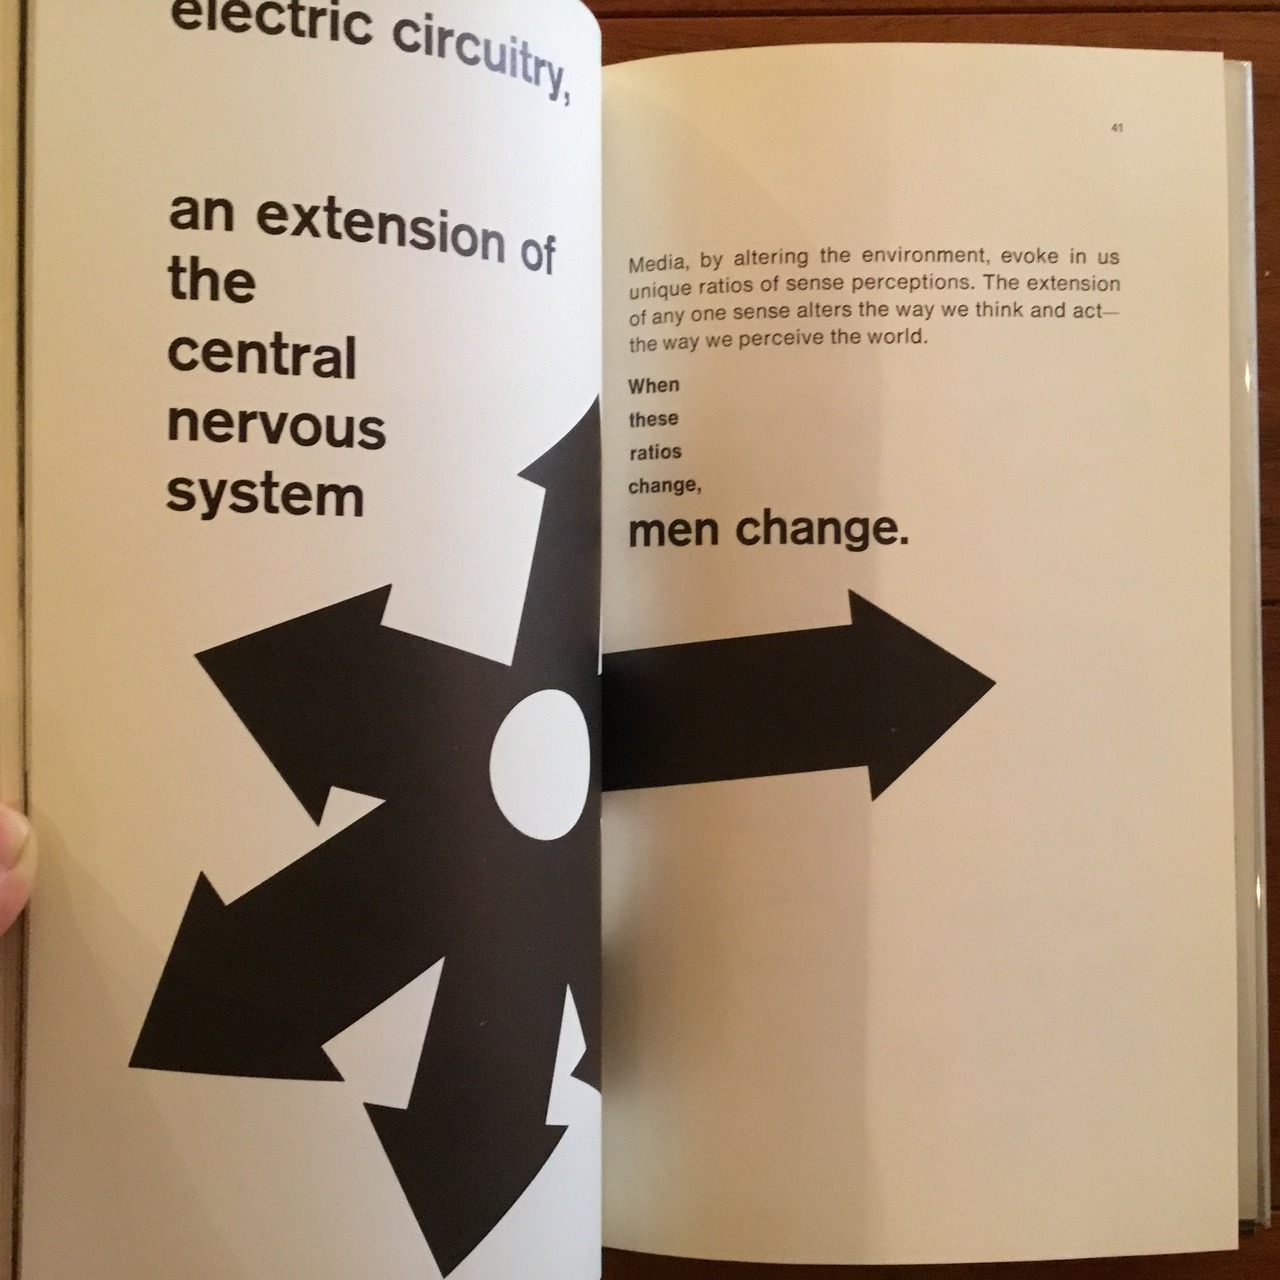 electric circuitry,
an extension of
the
central
nervous
system
41
Media, by altering the environment, evoke in us
unique ratios of sense perceptions. The extension
of any one sense alters the way we think and act—
the way we perceive the world.
When
these
ratios
change,
men change.